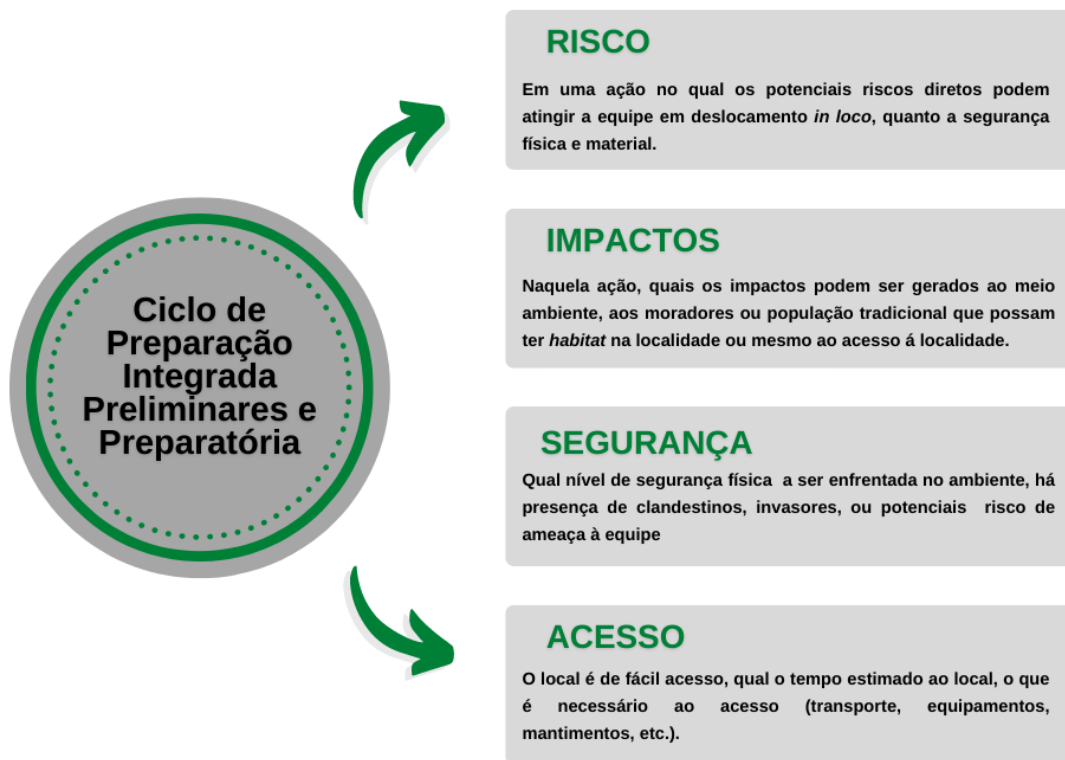 Ciclo de
Preparação
Integrada
Preliminares e
Preparatória
RISCO
Em uma ação no qual os potenciais riscos diretos podem
atingir a equipe em deslocamento in loco, quanto a segurança
física e material.
IMPACTOS
Naquela ação, quais os impactos podem ser gerados ao meio
ambiente, aos moradores ou população tradicional que possam
ter habitat na localidade ou mesmo ao acesso á localidade.
SEGURANÇA
Qual nível de segurança física a ser enfrentada no ambiente, há
presença de clandestinos, invasores, ou potenciais risco de
ameaça à equipe
ACESSO
O local é de fácil acesso, qual o tempo estimado ao local, o que
é necessário ao acesso (transporte, equipamentos,
mantimentos, etc.).